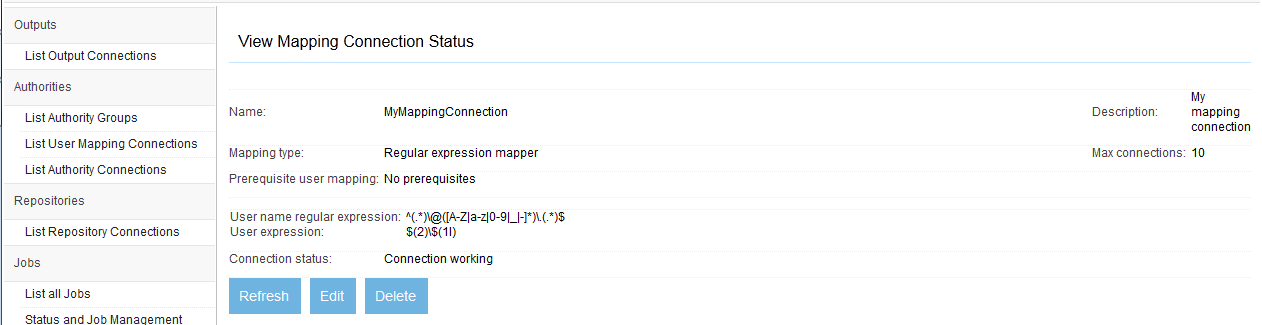 Outputs
List Output Connections
Authorities
List Authority Groups
List User Mapping Connections
List Authority Connections
Repositories
List Repository Connections
Jobs
List all Jobs
Status and Job Management
View Mapping Connection Status
Name: MyMappingConnection Description: My
mapping
connection
Mapping type: Regular expression mapper Max connections: 10
Prerequisite user mapping: No prerequisites
User name regular expression: ^(.*)\@([A-Z|a-z|0-9|_|-]*)\.(.*)$
User expression: $(2)\$(1l)
Connection status: Connection working
Refresh Edit Delete